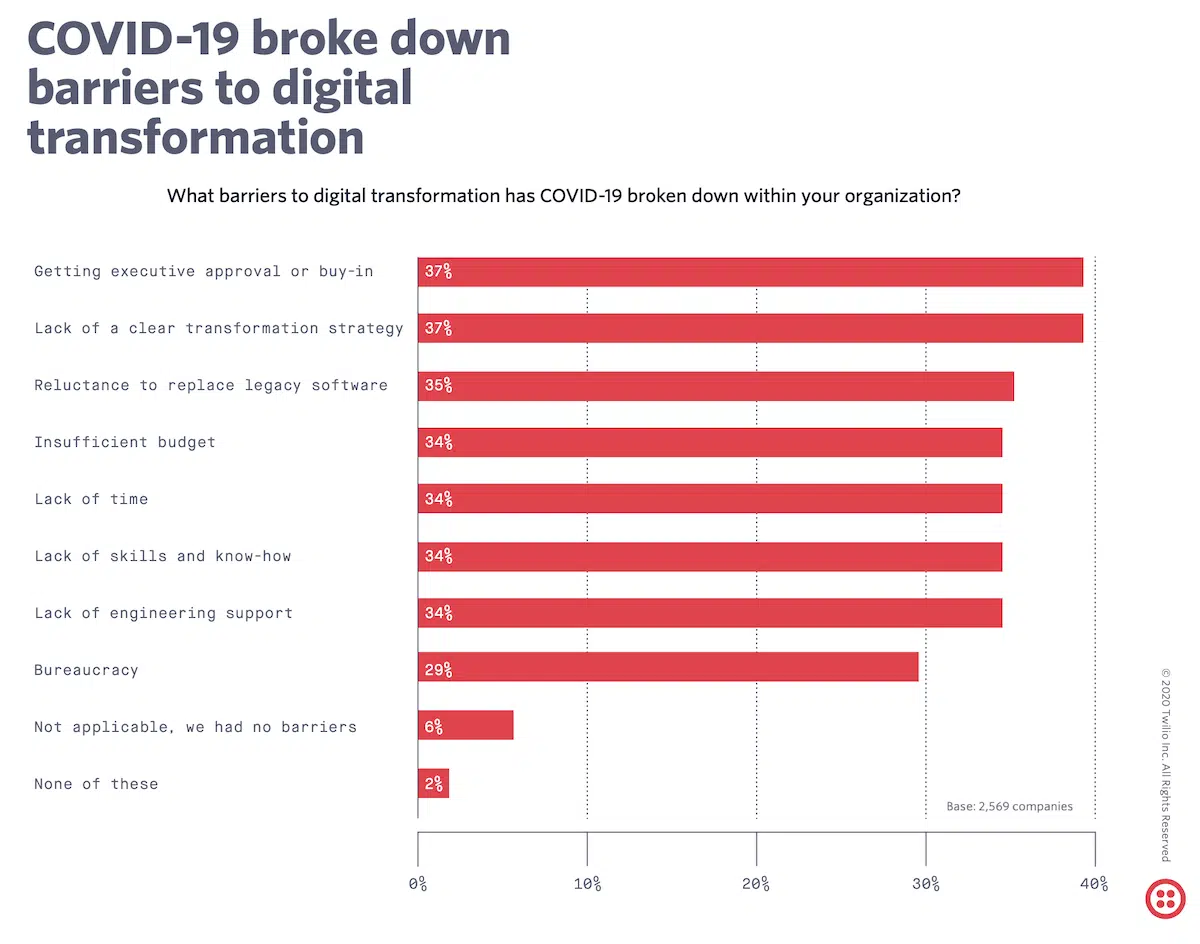 COVID-19 broke down
barriers to digital
transformation
What barriers to digital transformation has COVID-19 broken down within your organization?
Getting executive approval or buy-in 37%
Lack of a clear transformation strategy 37%
Reluctance to replace legacy software 35%
Insufficient budget 34%
Lack of time 34%
Lack of skills and know-how 34%
Lack of engineering support 34%
Bureaucracy 29%
Not applicable, we had no barriers 6%
None of these 2%
Base: 2,569 companies
0% 10% 20% 30% 40%
© 2020 Twilio Inc. All Rights Reserved